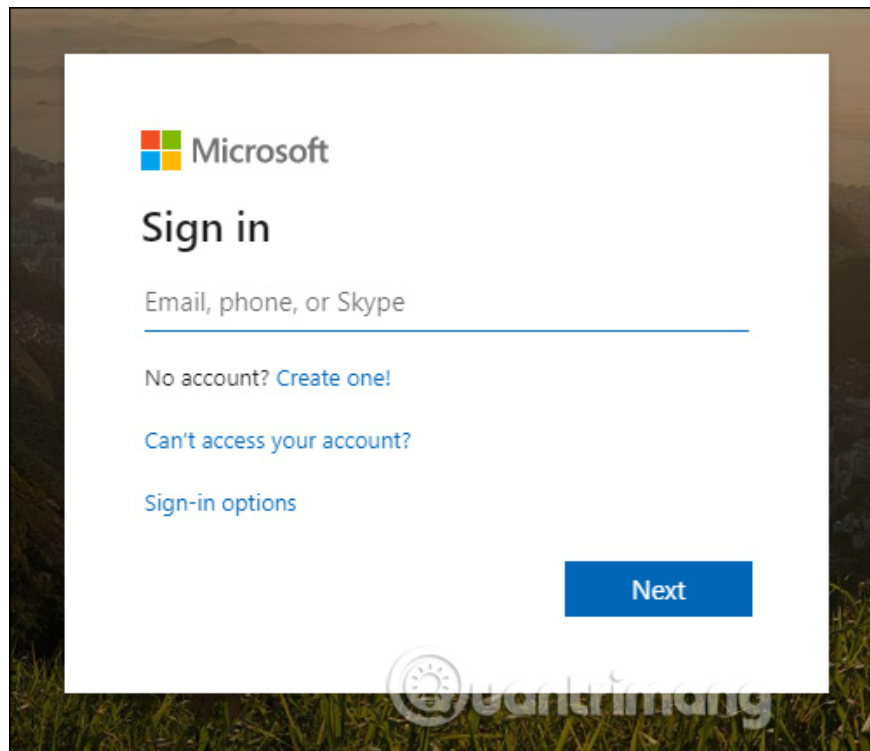 Microsoft
Sign in
Email, phone, or Skype
No account? Create one!
Can't access your account?
Sign-in options
Next
Quantrimang